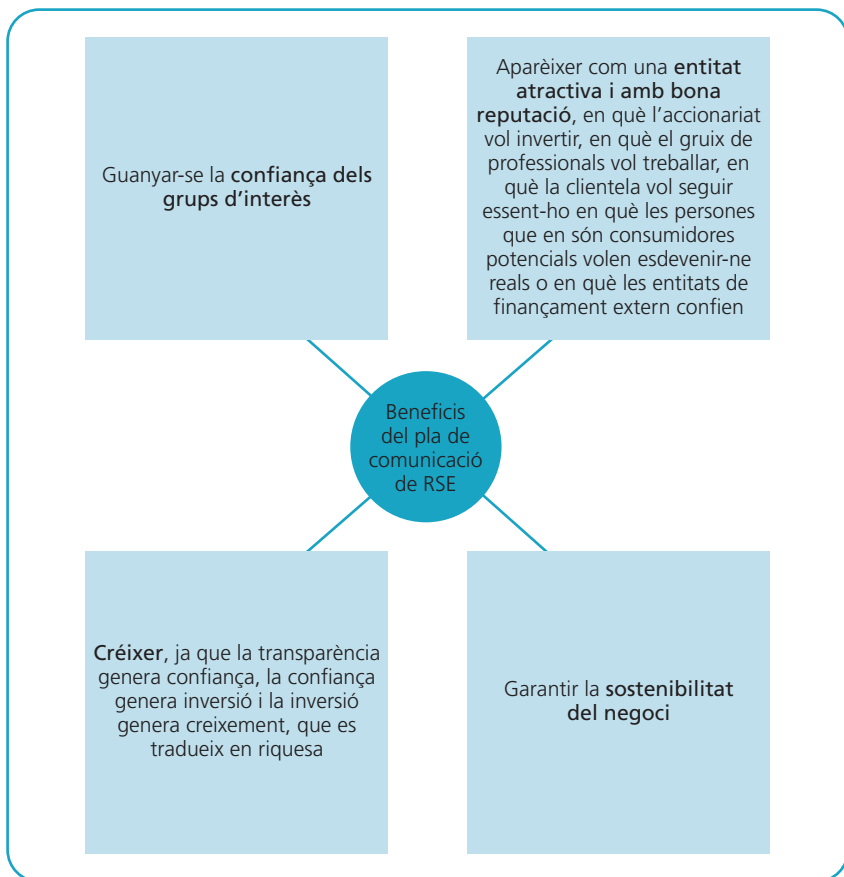 Guanyar-se la confiança dels
grups d’interès
Aparèixer com una entitat
atractiva i amb bona
reputació, en què l’accionariat
vol invertir, en què el gruix de
professionals vol treballar, en
què la clientela vol seguir
essent-ho en què les persones
que en són consumidores
potencials volen esdevenir-ne
reals o en què les entitats de
finançament extern confien
Beneficis
del pla de
comunicació
de RSE
Créixer, ja que la transparència
genera confiança, la confiança
genera inversió i la inversió
genera creixement, que es
tradueix en riquesa
Garantir la sostenibilitat
del negoci